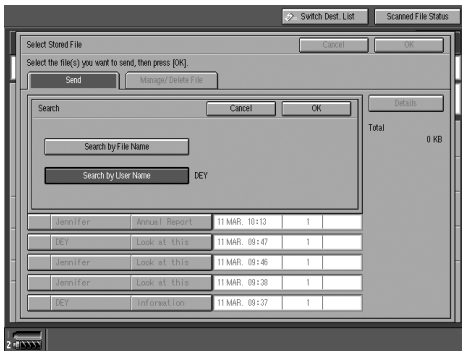 Switch Dest. List Scanned File Status
Select Stored File Cancel OK
Select the file(s) you want to send, then press [OK].
Send Manage/ Delete File
Search Cancel OK Details
Total
0 KB
Search by File Name
Search by User Name DEY
Jennifer Annual Report 11 MAR. 10:13 1
DEY Look at this 11 MAR. 09:47 1
Jennifer Look at this 11 MAR. 09:46 1
Jennifer Look at this 11 MAR. 09:38 1
DEY Information 11 MAR. 09:37 1
2